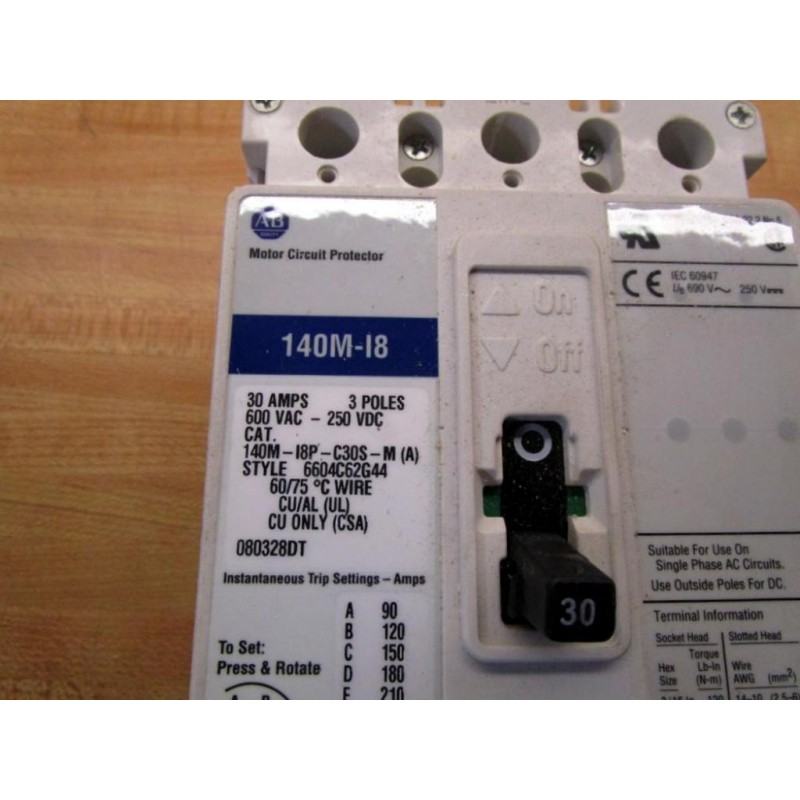 AB
QUALITY
Motor Circuit Protector
140M-I8
30 AMPS 3 POLES
600 VAC - 250 VDC
CAT.
140M-I8P-C30S-M (A)
STYLE 6604C62G44
60/75 °C WIRE
CU/AL (UL)
CU ONLY (CSA)
080328DT
Instantaneous Trip Settings - Amps
To Set:
Press & Rotate
A 90
B 120
C 150
D 180
E 210
A B
On
Off
O
30
CE
IEC 60947
Ue 690 V~ 250 V
Suitable For Use On
Single Phase AC Circuits.
Use Outside Poles For DC.
Terminal Information
Socket Head Slotted Head
Torque
Hex Lb-In Wire
Size (N-m) AWG (mm²)